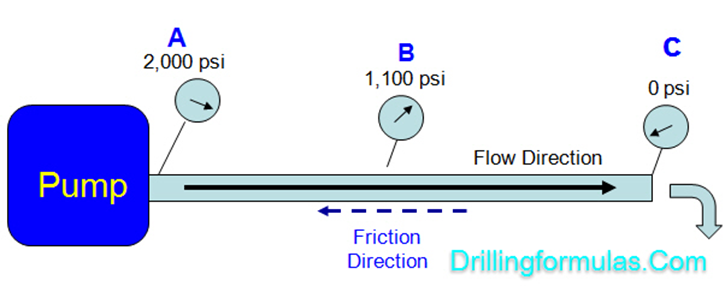 A
2,000 psi
B
1,100 psi
C
0 psi
Pump
Flow Direction
Friction
Direction
Drillingformulas.Com